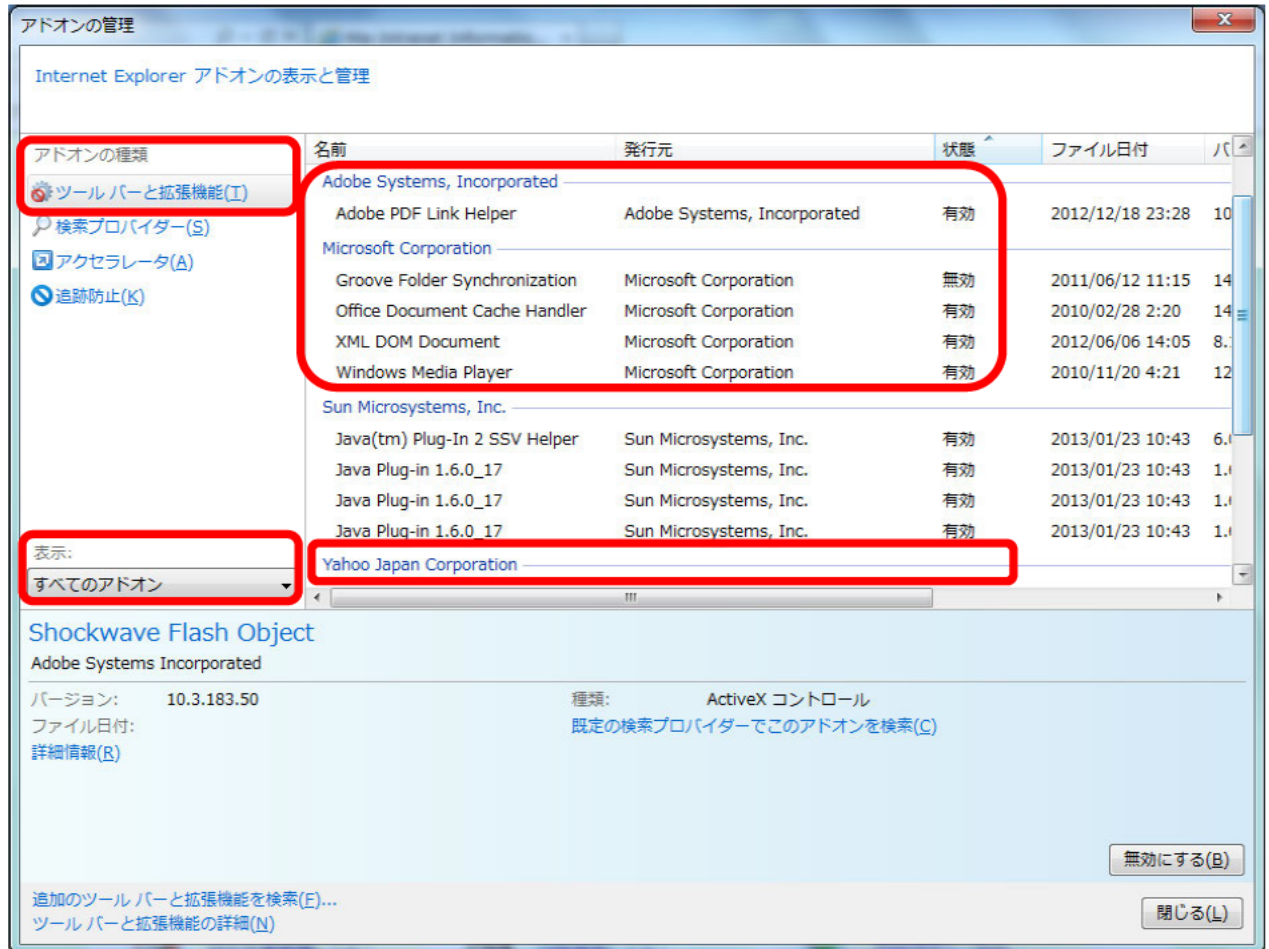 アドオンの管理
Internet Explorer アドオンの表示と管理
アドオンの種類
ツール バーと拡張機能(T)
検索プロバイダー(S)
アクセラレータ(A)
追跡防止(K)
表示:
すべてのアドオン
名前 発行元 状態 ファイル日付 バ
Adobe Systems, Incorporated
Adobe PDF Link Helper Adobe Systems, Incorporated 有効 2012/12/18 23:28 10
Microsoft Corporation
Groove Folder Synchronization Microsoft Corporation 無効 2011/06/12 11:15 14
Office Document Cache Handler Microsoft Corporation 有効 2010/02/28 2:20 14
XML DOM Document Microsoft Corporation 有効 2012/06/06 14:05 8.
Windows Media Player Microsoft Corporation 有効 2010/11/20 4:21 12
Sun Microsystems, Inc.
Java(tm) Plug-In 2 SSV Helper Sun Microsystems, Inc. 有効 2013/01/23 10:43 6.
Java Plug-in 1.6.0_17 Sun Microsystems, Inc. 有効 2013/01/23 10:43 1.
Java Plug-in 1.6.0_17 Sun Microsystems, Inc. 有効 2013/01/23 10:43 1.
Java Plug-in 1.6.0_17 Sun Microsystems, Inc. 有効 2013/01/23 10:43 1.
Yahoo Japan Corporation
Shockwave Flash Object
Adobe Systems Incorporated
バージョン: 10.3.183.50 種類: ActiveX コントロール
ファイル日付: 既定の検索プロバイダーでこのアドオンを検索(C)
詳細情報(R)
無効にする(B)
追加のツール バーと拡張機能を検索(F)...
ツール バーと拡張機能の詳細(N)
閉じる(L)